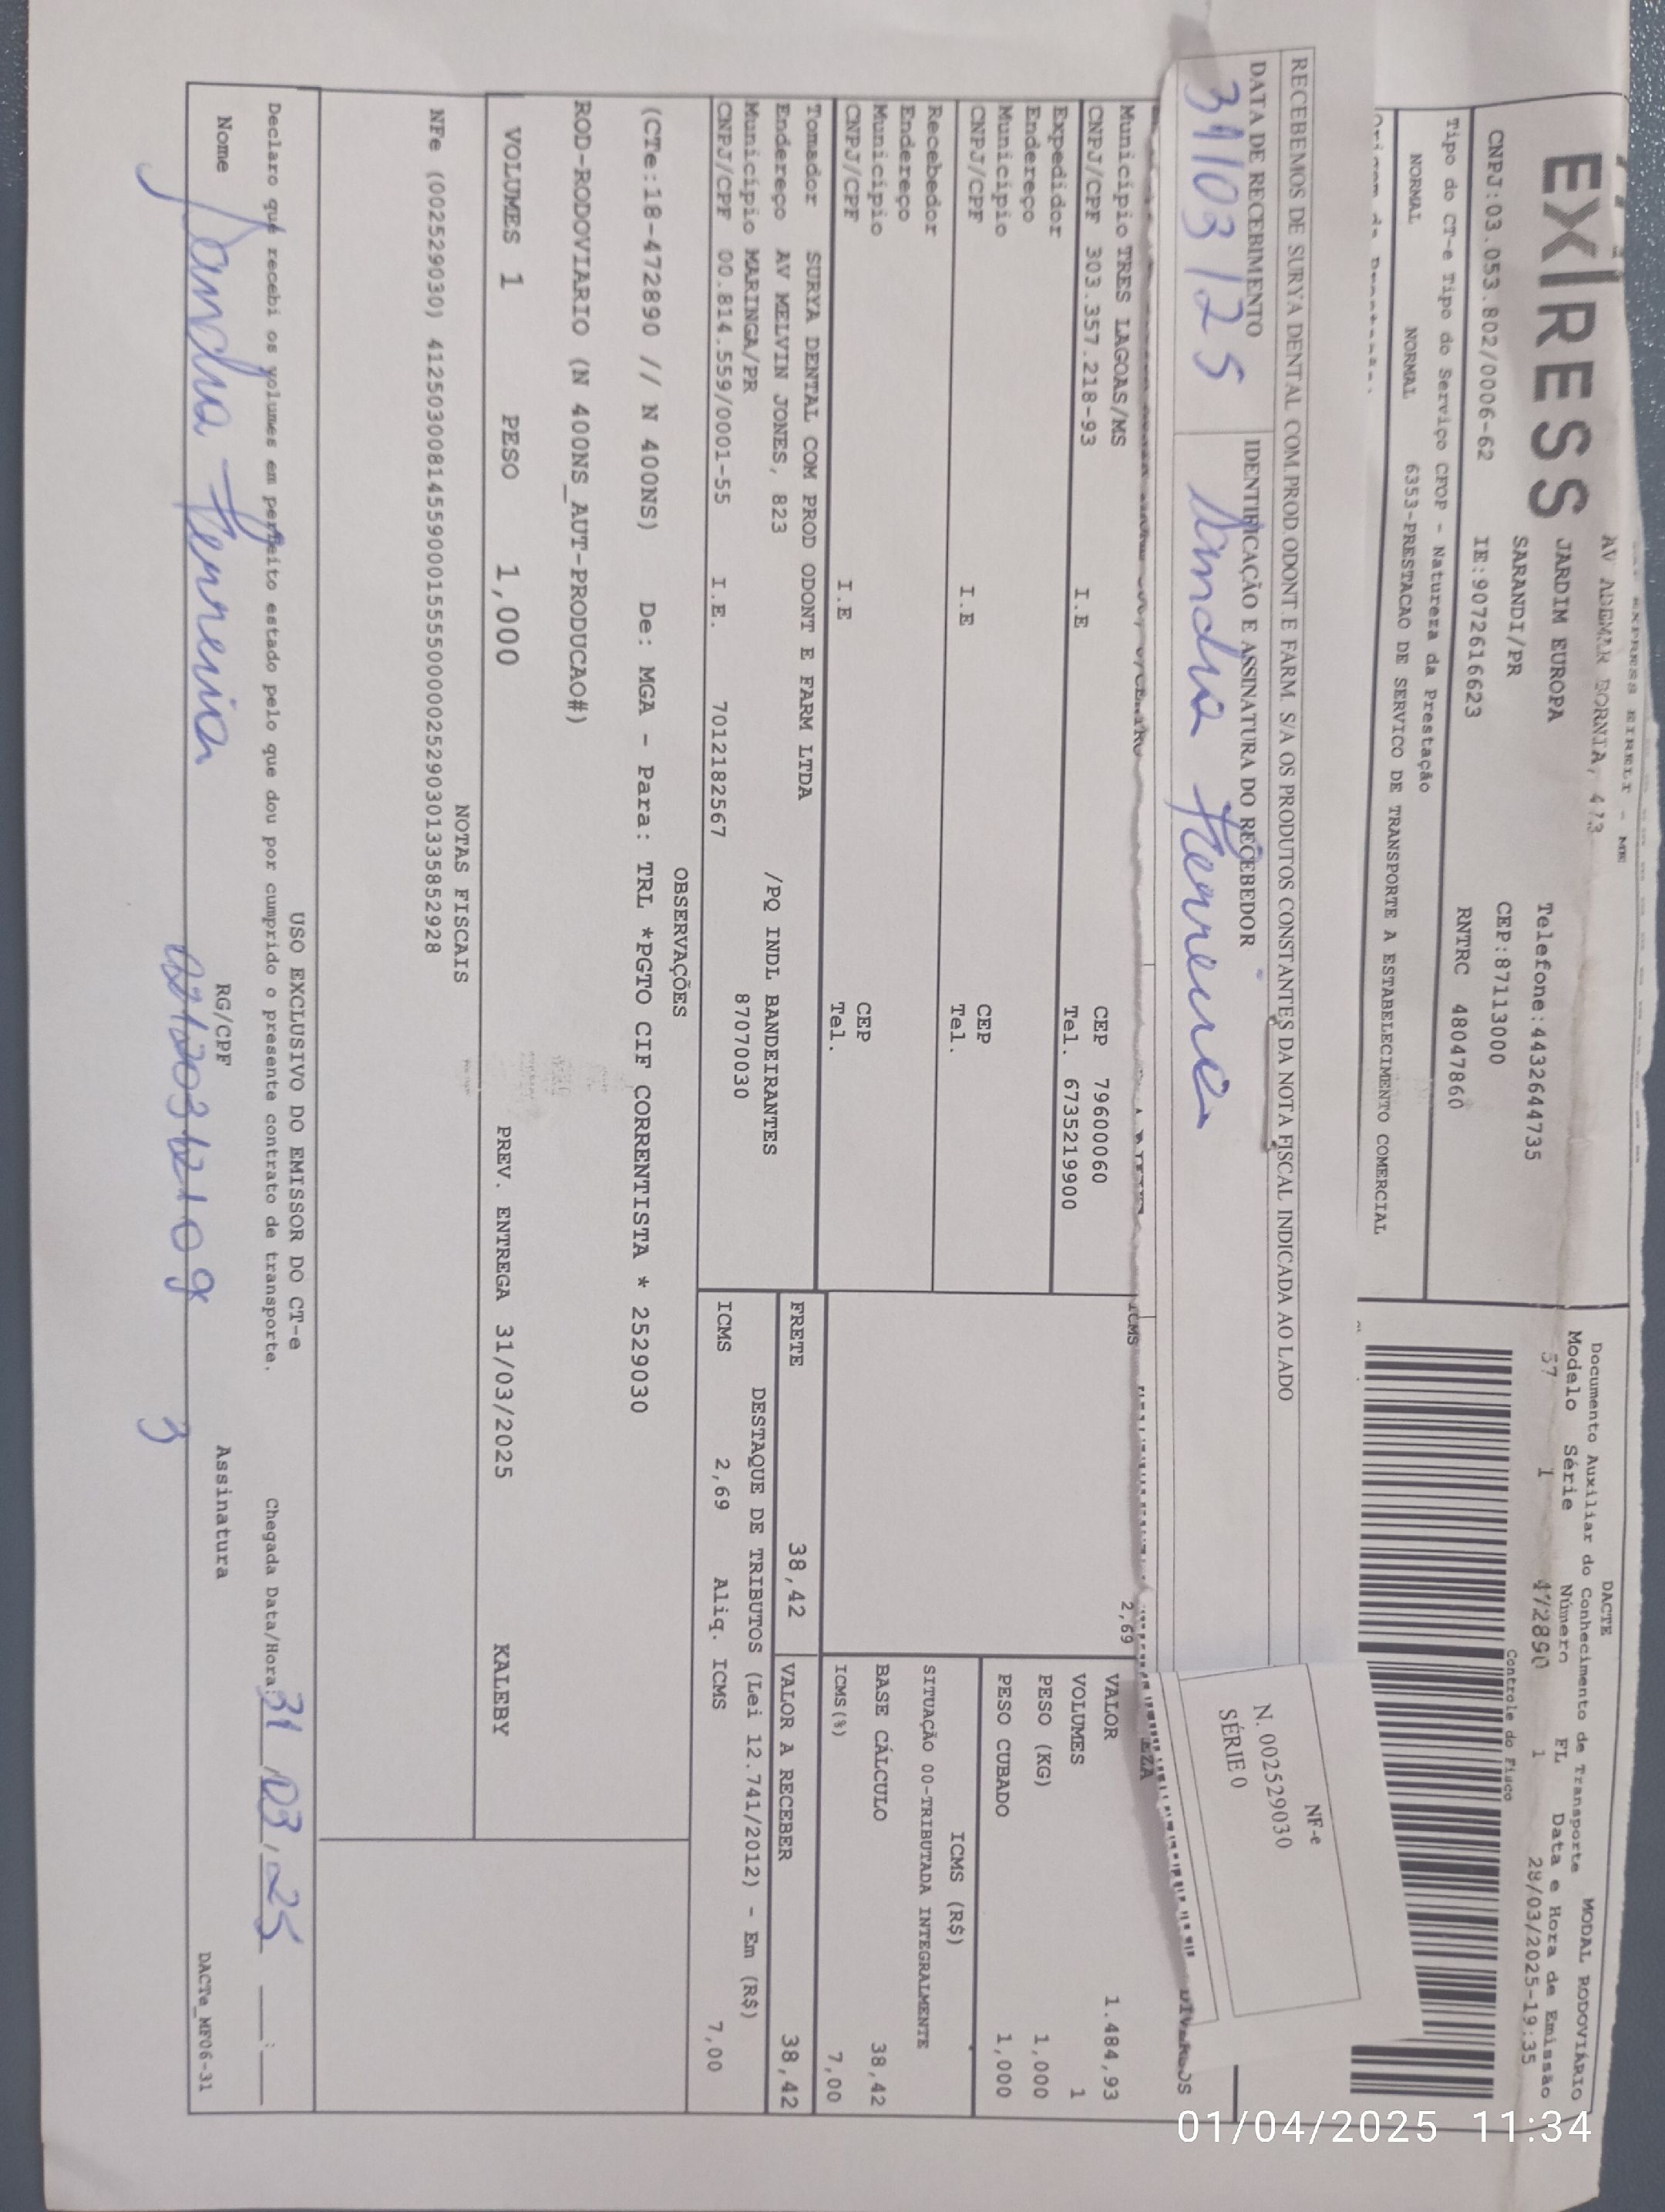 EXPRESS
EXPRESS EIRELI - ME
AV ADEMIR BORNIA, 473
JARDIM EUROPA
Telefone:4432644735
SARANDI/PR
CEP:87113000
CNPJ:03.053.802/0006-62
IE:9072616623
RNTRC 48047860
DACTE
MODAL RODOVIÁRIO
Documento Auxiliar do Conhecimento de Transporte
Modelo Série Número FL Data e Hora de Emissão
57 1 472890 1 28/03/2025-19:35
Controle do Fisco
Tipo do CT-e Tipo do Serviço CFOP - Natureza da Prestação
NORMAL NORMAL 6353-PRESTACAO DE SERVICO DE TRANSPORTE A ESTABELECIMENTO COMERCIAL
RECEBEMOS DE SURYA DENTAL COM.PROD.ODONT E FARM. S/A OS PRODUTOS CONSTANTES DA NOTA FISCAL INDICADA AO LADO
DATA DE RECEBIMENTO
IDENTIFICAÇÃO E ASSINATURA DO RECEBEDOR
31/03/25
Ferreira
NF-e
N. 002529030
SÉRIE 0
Município TRES LAGOAS/MS
CEP 79600060
CNPJ/CPF 303.357.218-93
I.E
Tel. 6735219900
ICMS 2,69
VALOR 1.484,93
VOLUMES 1
PESO (KG) 1,000
PESO CUBADO 1,000
Expedidor
Endereço
Município
CEP
CNPJ/CPF
I.E
Tel.
Recebedor
Endereço
Município
CEP
CNPJ/CPF
I.E
Tel.
ICMS (R$)
SITUAÇÃO 00-TRIBUTADA INTEGRALMENTE
BASE CÁLCULO 38,42
ICMS(%) 7,00
Tomador SURYA DENTAL COM PROD ODONT E FARM LTDA
Endereço AV MELVIN JONES, 823
/PQ INDL BANDEIRANTES
Município MARINGA/PR
87070030
CNPJ/CPF 00.814.559/0001-55
I.E. 7012182567
FRETE 38,42
VALOR A RECEBER 38,42
DESTAQUE DE TRIBUTOS (Lei 12.741/2012) - Em (R$)
ICMS 2,69 Aliq. ICMS 7,00
OBSERVAÇÕES
(CTe:18-472890 // N 400NS) De: MGA - Para: TRL *PGTO CIF CORRENTISTA * 2529030
ROD-RODOVIARIO (N 400NS_AUT-PRODUCAO#)
VOLUMES 1 PESO 1,000 PREV. ENTREGA 31/03/2025 KALEBY
NOTAS FISCAIS
NFe (002529030) 41250300814559000155550000025290301335852928
USO EXCLUSIVO DO EMISSOR DO CT-e
Declaro que recebi os volumes em perfeito estado pelo que dou por cumprido o presente contrato de transporte.
Chegada Data/Hora: 31/03/25 __:__
Nome
RG/CPF
Assinatura
Ferreira
DACTe_MF06-31
01/04/2025 11:34